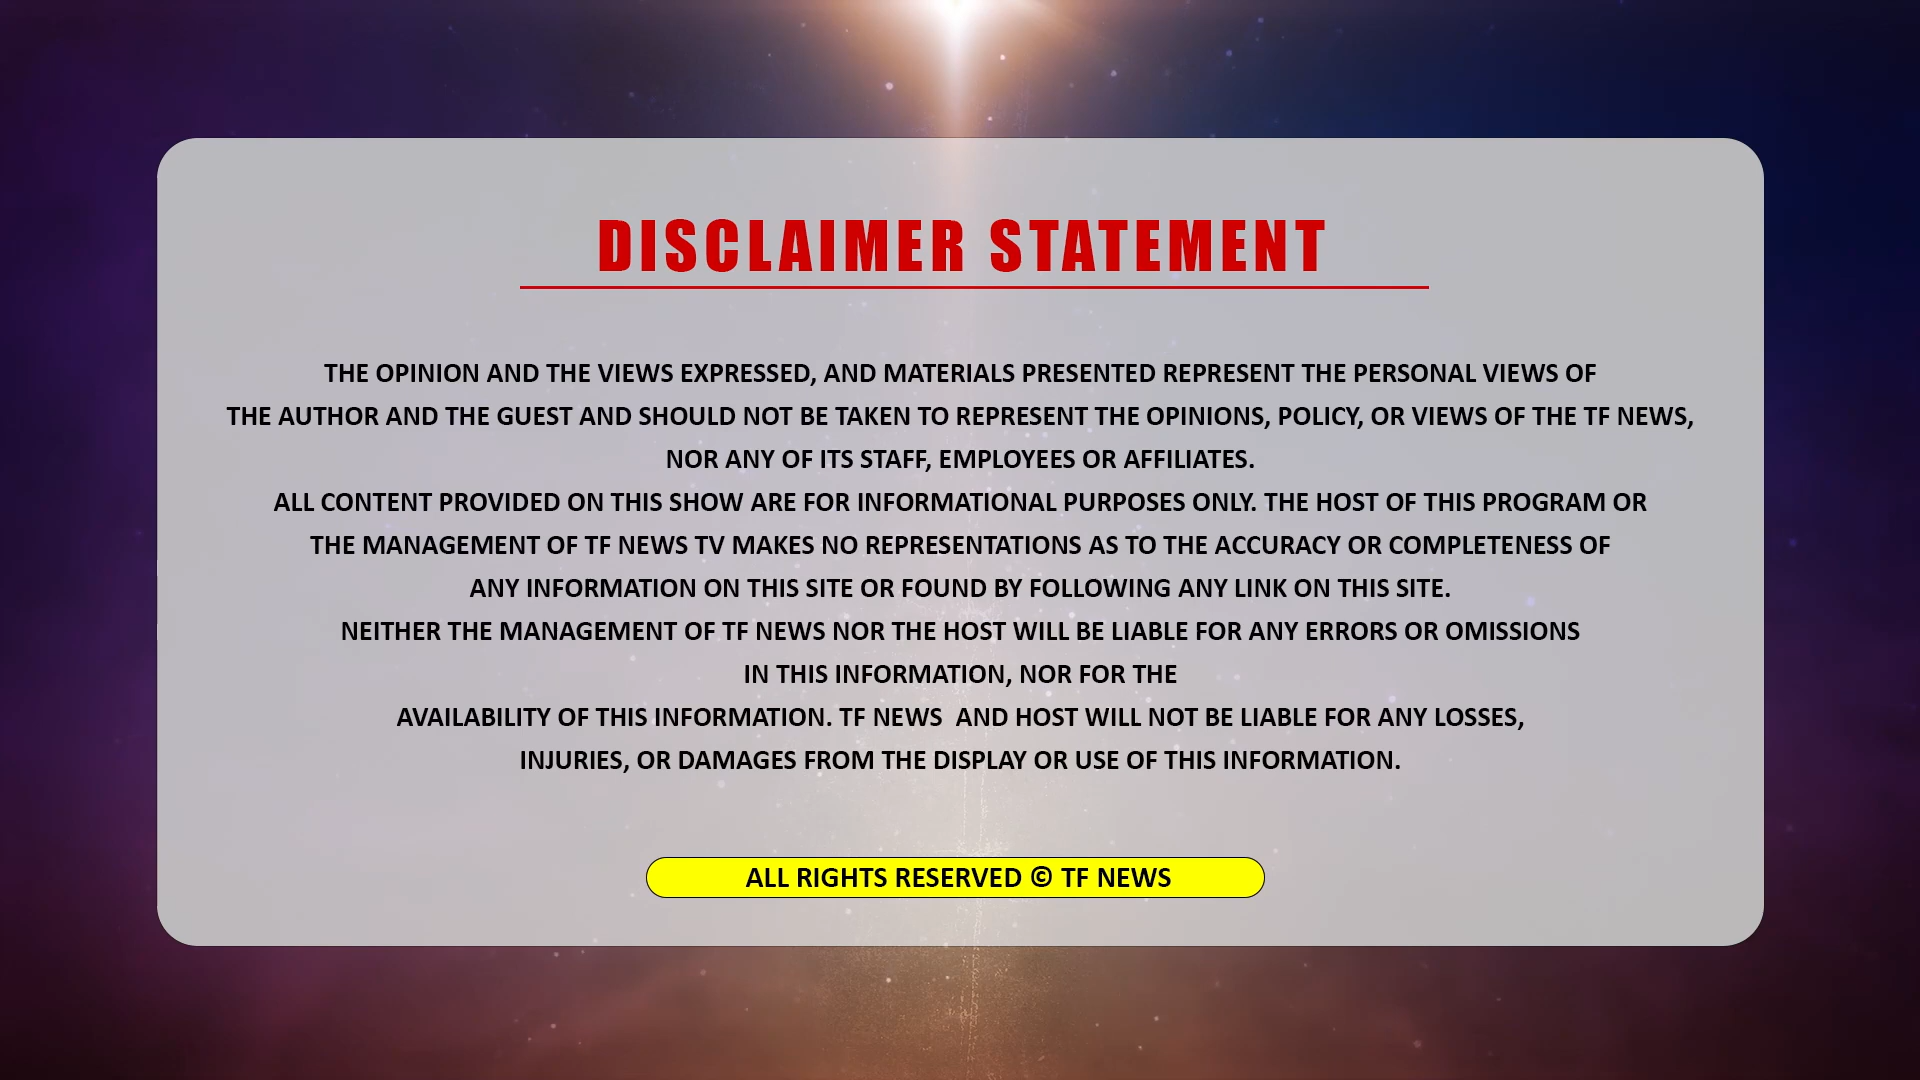 DISCLAIMER STATEMENT
THE OPINION AND THE VIEWS EXPRESSED, AND MATERIALS PRESENTED REPRESENT THE PERSONAL VIEWS OF
THE AUTHOR AND THE GUEST AND SHOULD NOT BE TAKEN TO REPRESENT THE OPINIONS, POLICY, OR VIEWS OF THE TF NEWS,
NOR ANY OF ITS STAFF, EMPLOYEES OR AFFILIATES.
ALL CONTENT PROVIDED ON THIS SHOW ARE FOR INFORMATIONAL PURPOSES ONLY. THE HOST OF THIS PROGRAM OR
THE MANAGEMENT OF TF NEWS TV MAKES NO REPRESENTATIONS AS TO THE ACCURACY OR COMPLETENESS OF
ANY INFORMATION ON THIS SITE OR FOUND BY FOLLOWING ANY LINK ON THIS SITE.
NEITHER THE MANAGEMENT OF TF NEWS NOR THE HOST WILL BE LIABLE FOR ANY ERRORS OR OMISSIONS
IN THIS INFORMATION, NOR FOR THE
AVAILABILITY OF THIS INFORMATION. TF NEWS  AND HOST WILL NOT BE LIABLE FOR ANY LOSSES,
INJURIES, OR DAMAGES FROM THE DISPLAY OR USE OF THIS INFORMATION.
ALL RIGHTS RESERVED © TF NEWS